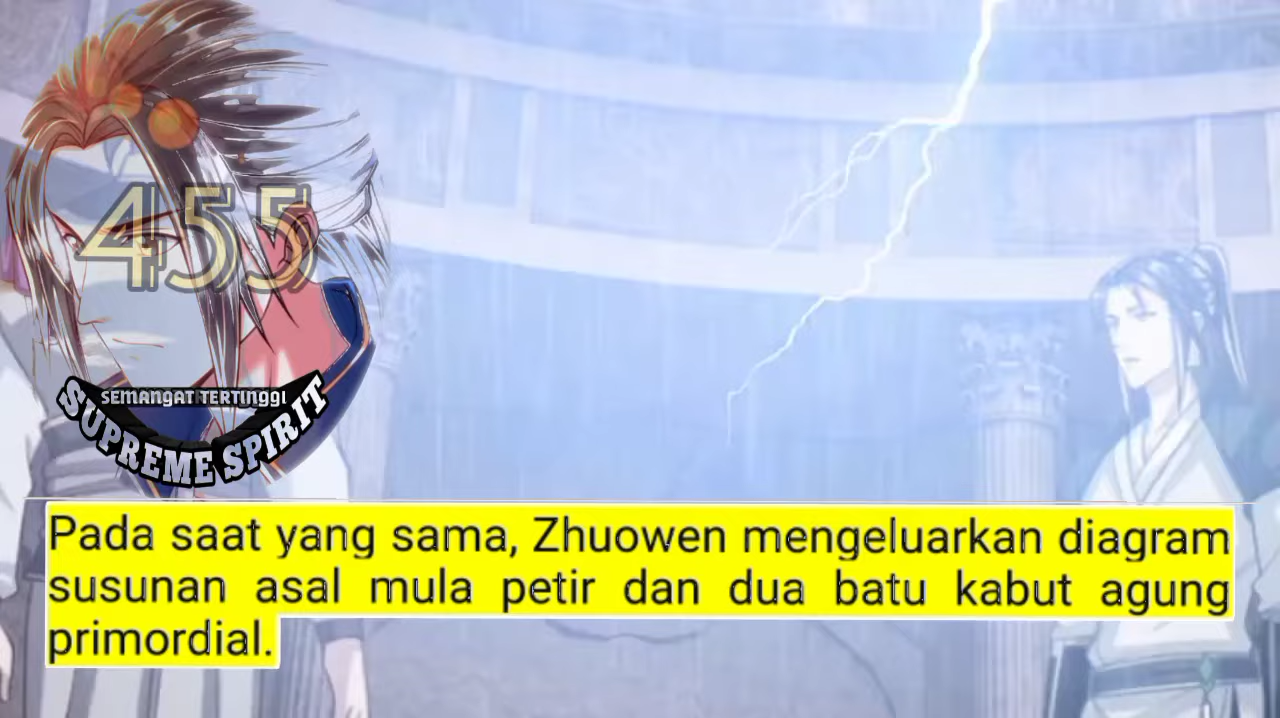 455
SEMANGAT TERTINGGI
SUPREME SPIRIT
Pada saat yang sama, Zhuowen mengeluarkan diagram
susunan asal mula petir dan dua batu kabut agung
primordial.